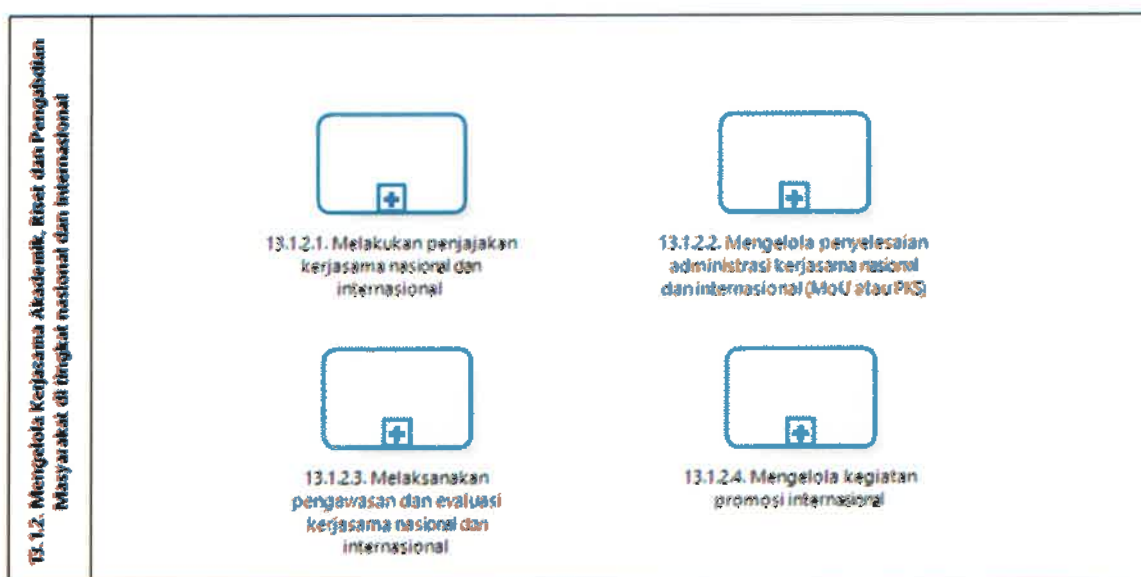 13.1.2. Mengelola Kerjasama Akademik, Riset dan Pengabdian
Masyarakat di tingkat nasional dan internasional
13.1.2.1. Melakukan penjajakan
kerjasama nasional dan
internasional
13.1.2.2. Mengelola penyelesaian
administrasi kerjasama nasional
dan internasional (MoU atau PKS)
13.1.2.3. Melaksanakan
pengawasan dan evaluasi
kerjasama nasional dan
internasional
13.1.2.4. Mengelola kegiatan
promosi internasional